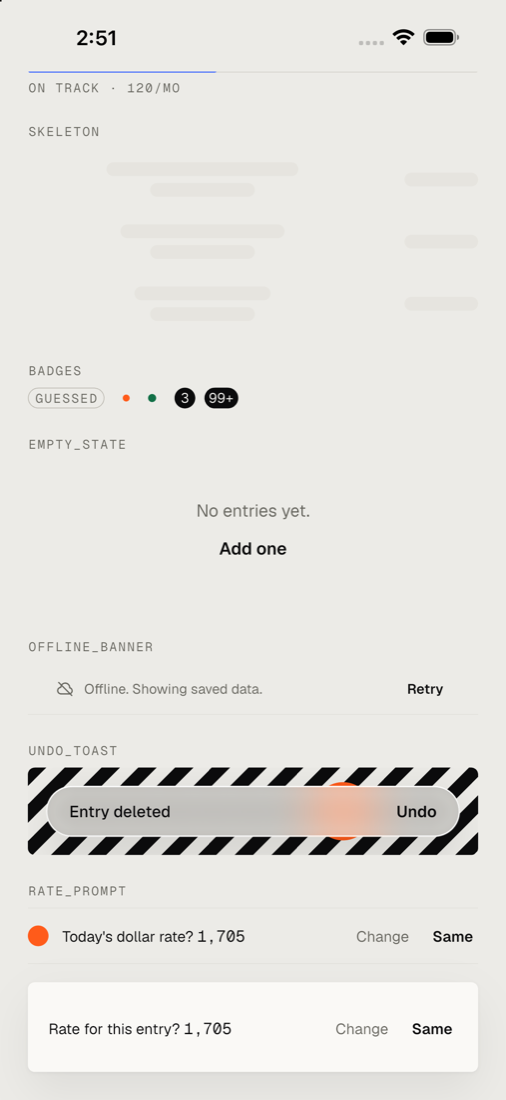 2:51
ON TRACK · 120/MO
SKELETON
BADGES
GUESSED 3 99+
EMPTY_STATE
No entries yet.
Add one
OFFLINE_BANNER
Offline. Showing saved data. Retry
UNDO_TOAST
Entry deleted Undo
RATE_PROMPT
Today's dollar rate? 1,705 Change Same
Rate for this entry? 1,705 Change Same